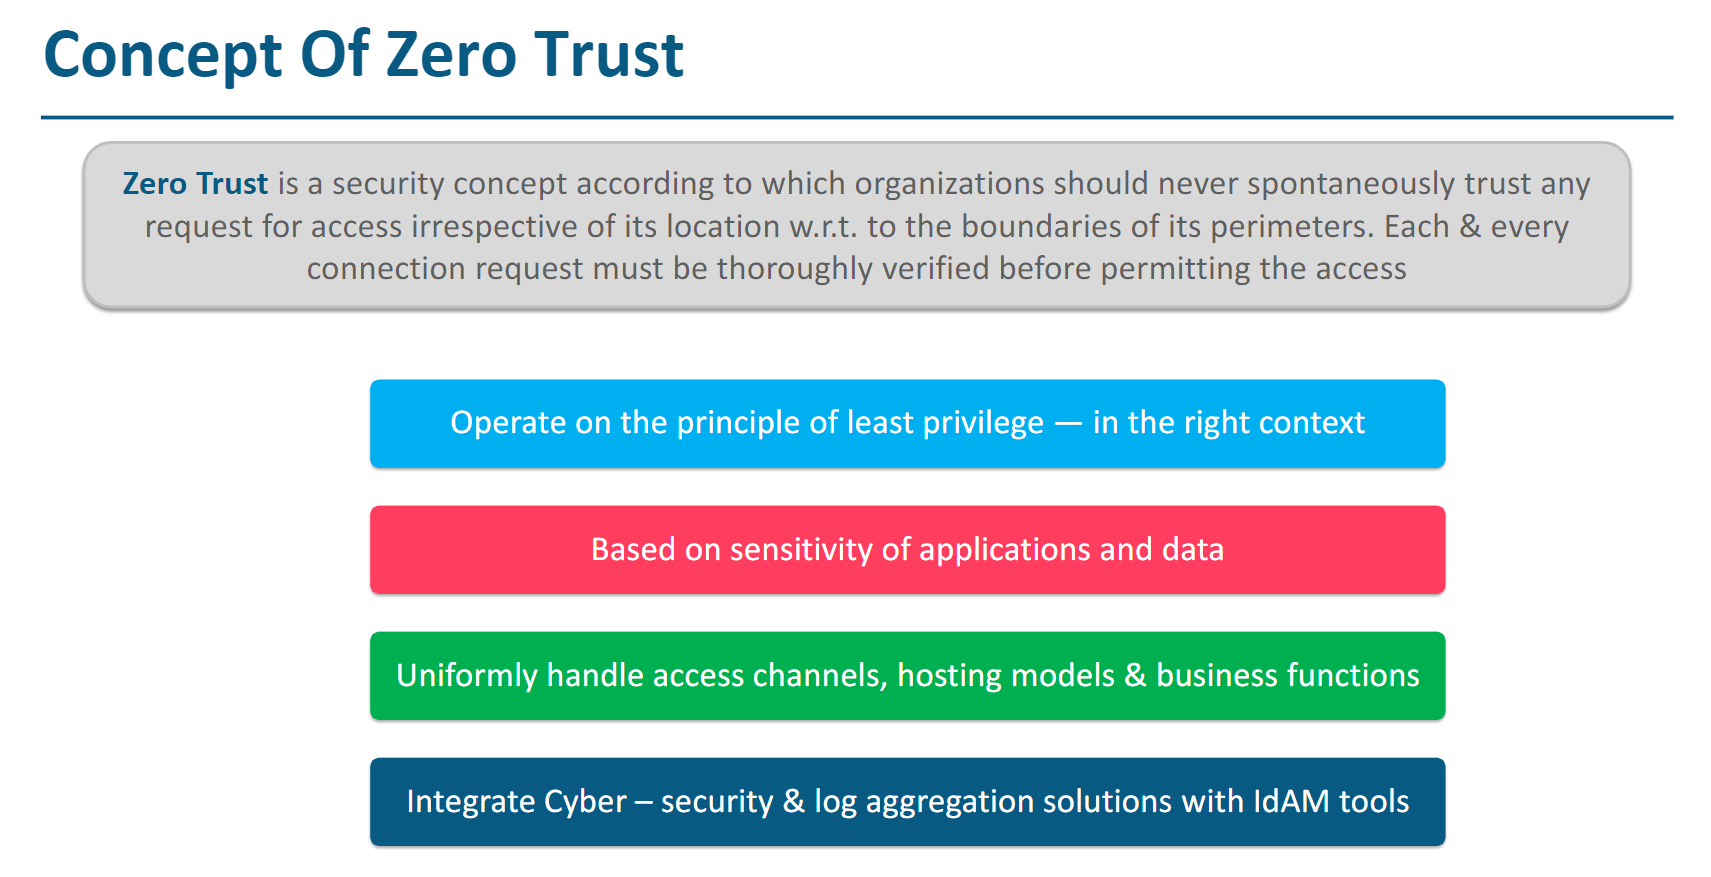 Concept Of Zero Trust
Zero Trust is a security concept according to which organizations should never spontaneously trust any
request for access irrespective of its location w.r.t. to the boundaries of its perimeters. Each & every
connection request must be thoroughly verified before permitting the access
Operate on the principle of least privilege — in the right context
Based on sensitivity of applications and data
Uniformly handle access channels, hosting models & business functions
Integrate Cyber – security & log aggregation solutions with IdAM tools